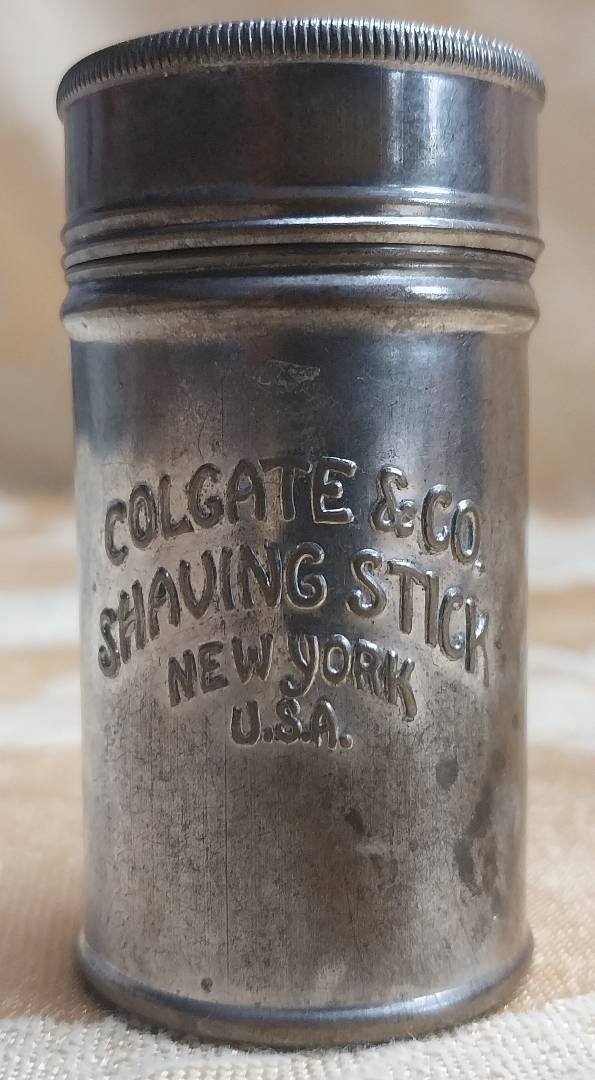 COLGATE & CO.
SHAVING STICK
NEW YORK
U.S.A.